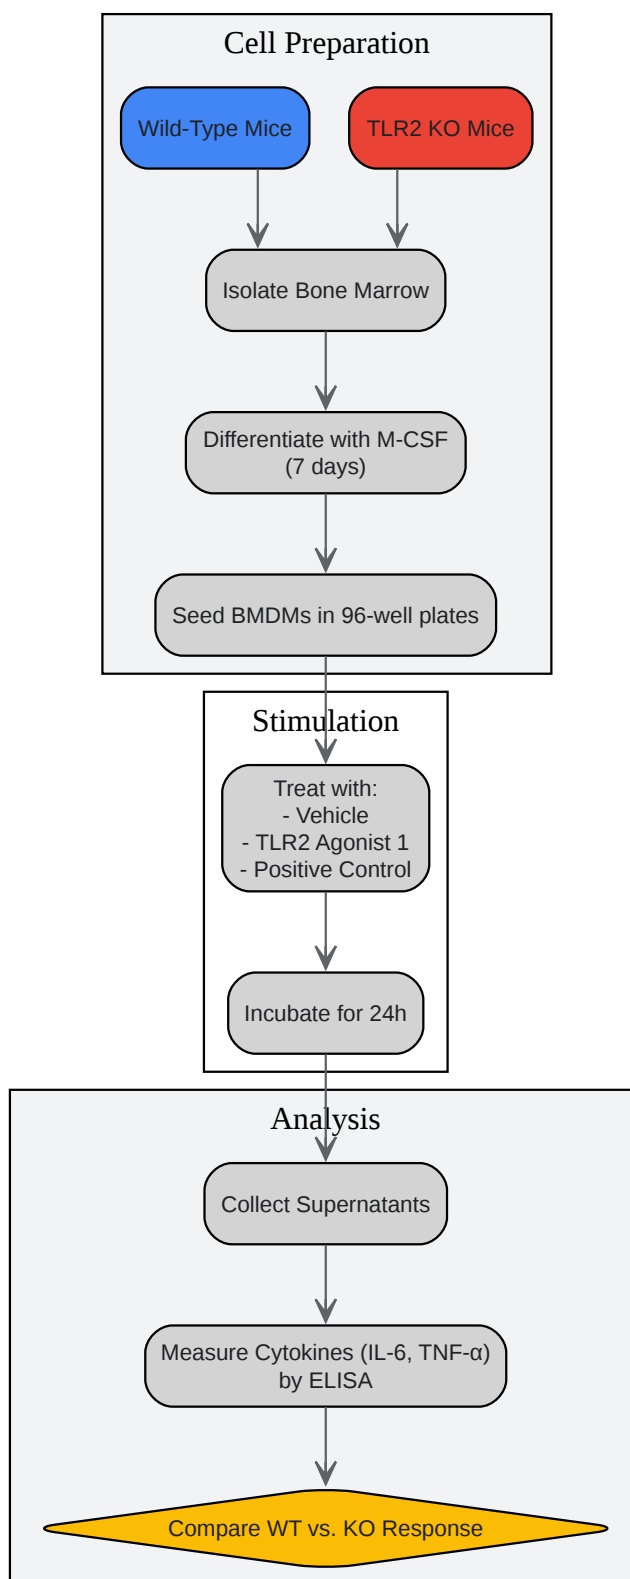 Cell Preparation
Wild-Type Mice
TLR2 KO Mice
Isolate Bone Marrow
Differentiate with M-CSF
(7 days)
Seed BMDMs in 96-well plates
Stimulation
Treat with:
- Vehicle
- TLR2 Agonist 1
- Positive Control
Incubate for 24h
Analysis
Collect Supernatants
Measure Cytokines (IL-6, TNF-α)
by ELISA
Compare WT vs. KO Response